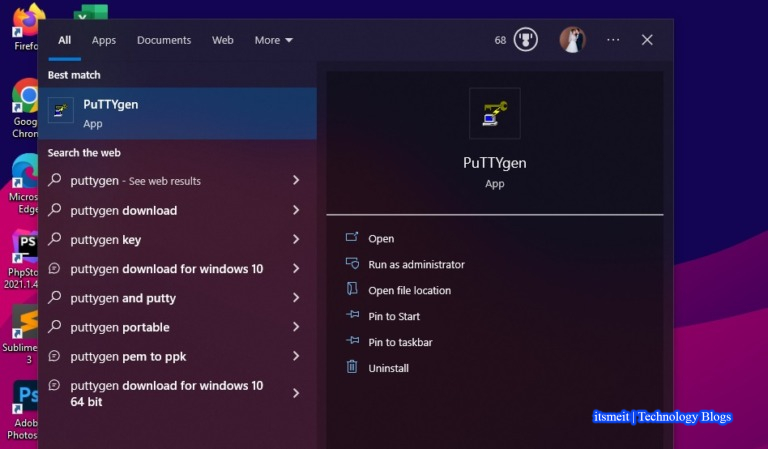 All Apps Documents Web More 68 ...
Best match
PuTTYgen
App
Search the web
puttygen - See web results
puttygen download
puttygen key
puttygen download for windows 10
puttygen and putty
puttygen portable
puttygen pem to ppk
puttygen download for windows 10
64 bit
PuTTYgen
App
Open
Run as administrator
Open file location
Pin to Start
Pin to taskbar
Uninstall
Firefo
Goog
Chron
Micros
Edge
PS
PhpSto
2021.1.4
Sublime
3
Ps
Adob
Photos
itsmeit | Technology Blogs